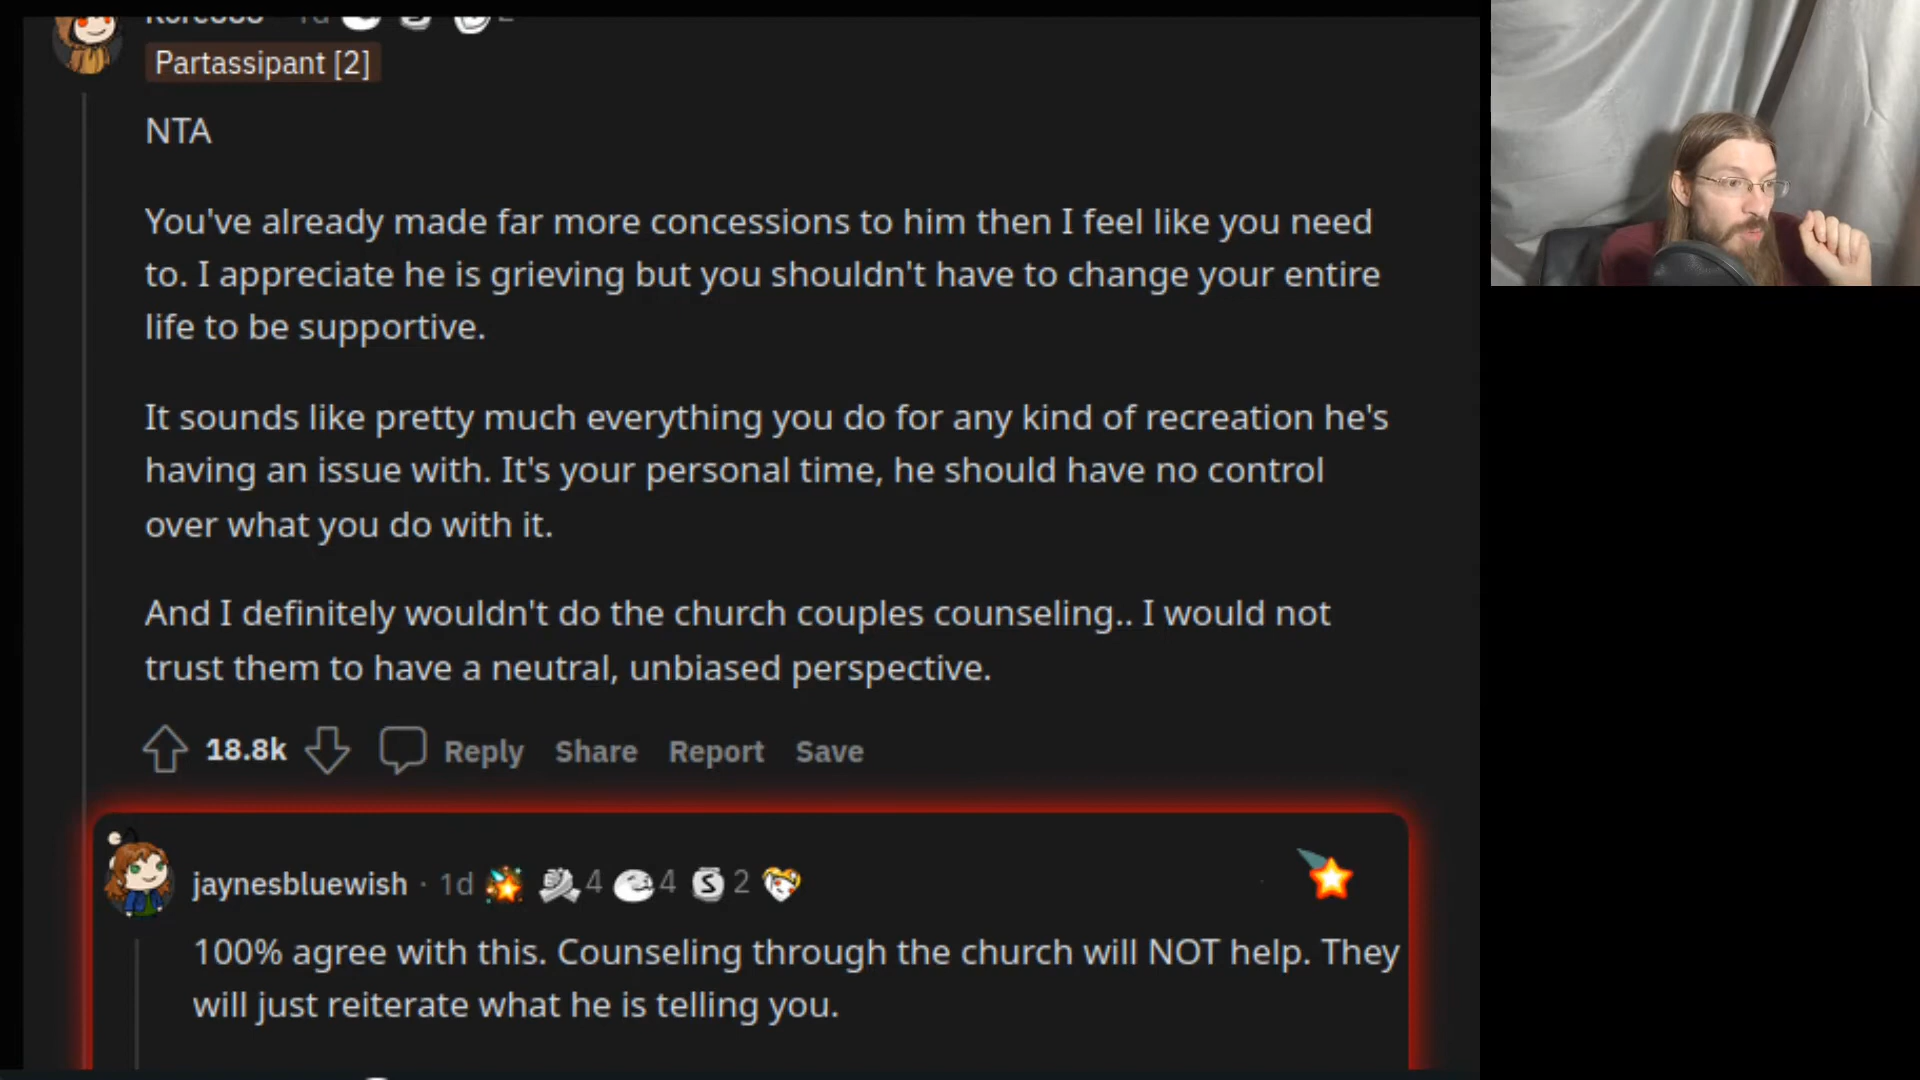 Partassipant [2]
NTA
You've already made far more concessions to him then I feel like you need
to. I appreciate he is grieving but you shouldn't have to change your entire
life to be supportive.
It sounds like pretty much everything you do for any kind of recreation he's
having an issue with. It's your personal time, he should have no control
over what you do with it.
And I definitely wouldn't do the church couples counseling.. I would not
trust them to have a neutral, unbiased perspective.
18.8k Reply Share Report Save
jaynesbluewish · 1d 4 4 S 2
100% agree with this. Counseling through the church will NOT help. They
will just reiterate what he is telling you.